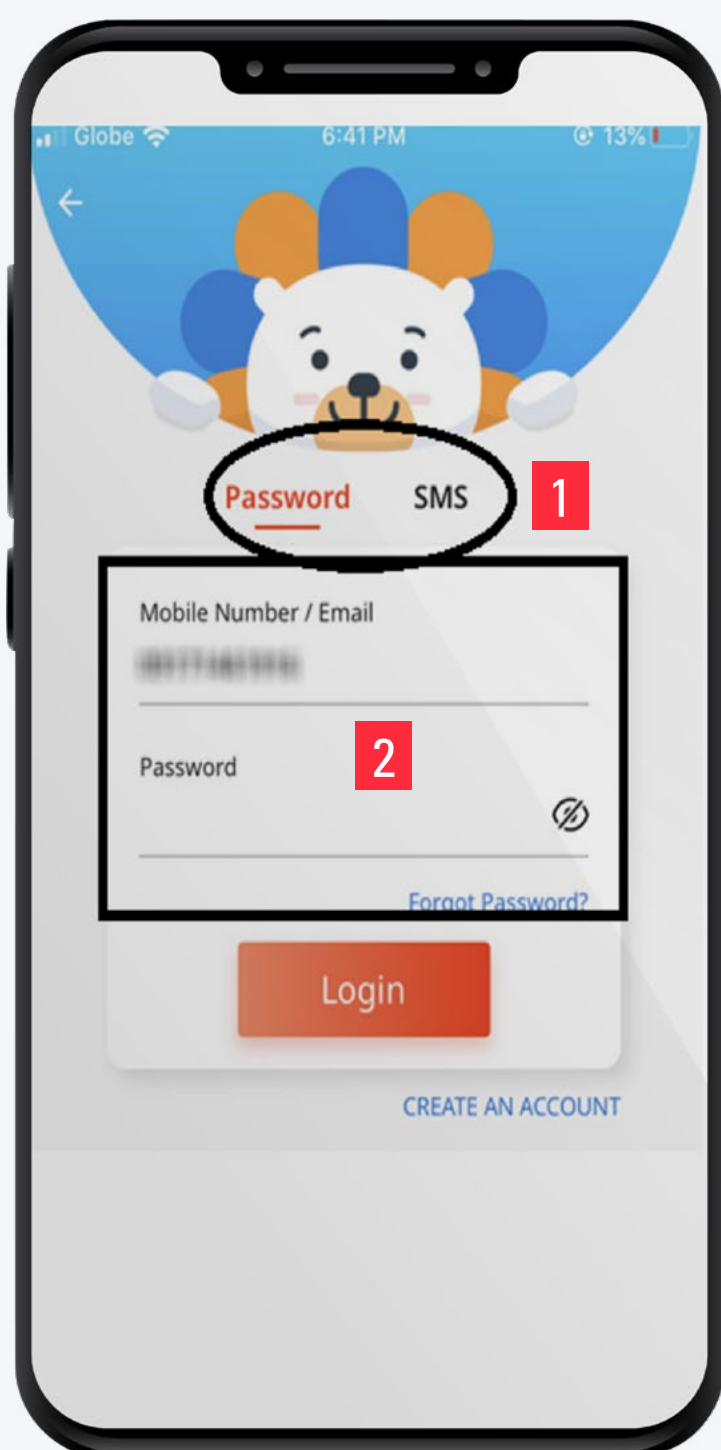 Globe 6:41 PM 13%
Password SMS 1
Mobile Number / Email
Password 2
Forgot Password?
Login
CREATE AN ACCOUNT